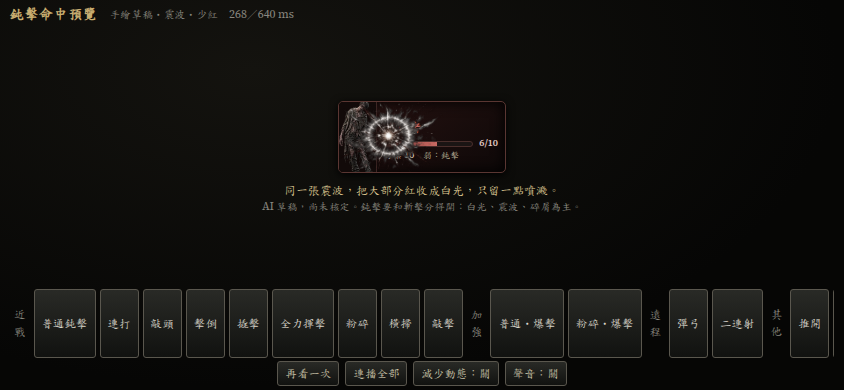 鈍擊命中預覽 手繪草稿・震波・少紅 268／640 ms
6/10
弱：鈍擊
同一張震波，把大部分紅收成白光，只留一點噴濺。
AI 草稿，尚未核定。鈍擊要和斬擊分得開：白光、震波、碎屑為主。
近戰 普通鈍擊 連打 敲頭 擊倒 猛擊 全力揮擊 粉碎 橫掃 敲擊 加強 普通・爆擊 粉碎・爆擊 遠程 彈弓 二連射 其他 推開
再看一次 連播全部 減少動態：關 聲音：關